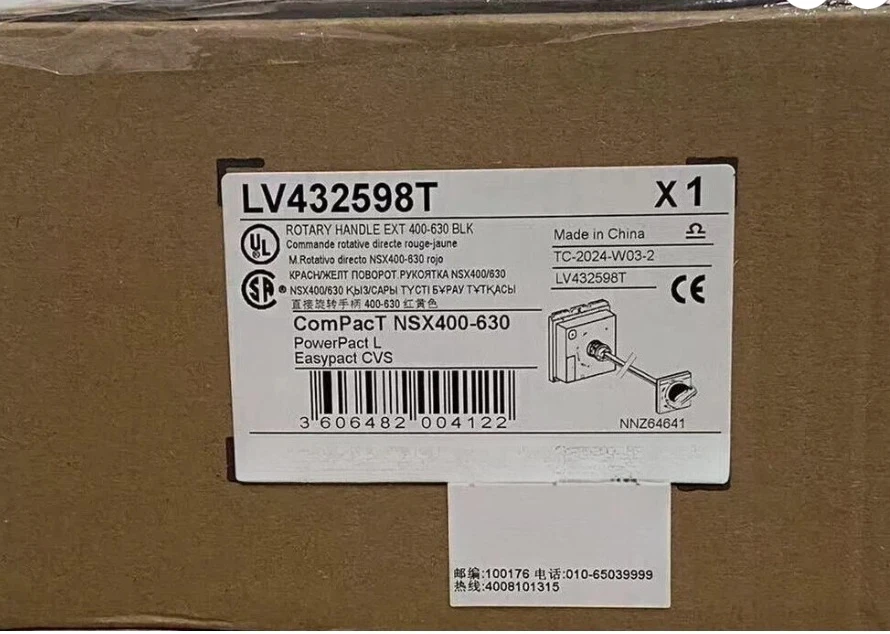 LV432598T X 1
ROTARY HANDLE EXT 400-630 BLK
Commande rotative directe rouge-jaune
M.Rotativo directo NSX400-630 rojo
КРАСН/ЖЕЛТ ПОВОРОТ.РУКОЯТКА NSX400/630
NSX400/630 ҚЫЗ/САРЫ ТҮСТІ БҰРАУ ТҰТҚАСЫ
直接旋转手柄 400-630 红黄色
UL
SA
Made in China
TC-2024-W03-2
LV432598T
CE
ComPacT NSX400-630
PowerPact L
Easypact CVS
3 606482 004122
NNZ64641
邮编:100176 电话:010-65039999
热线:4008101315